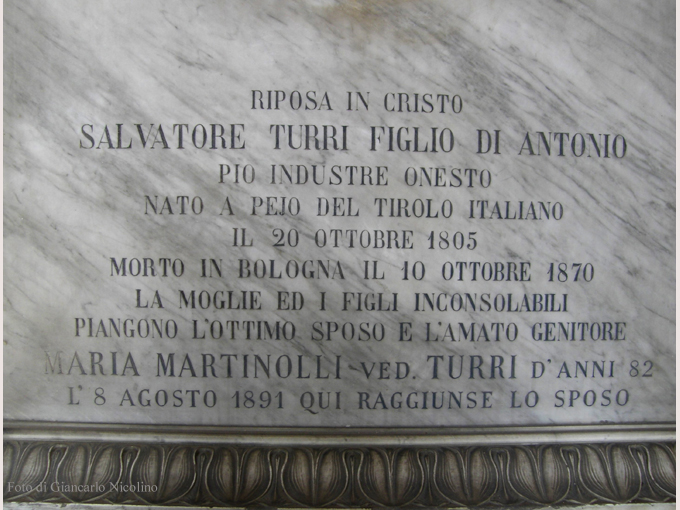 RIPOSA IN CRISTO
SALVATORE TURRI FIGLIO DI ANTONIO
PIO INDUSTRE ONESTO
NATO A PEJO DEL TIROLO ITALIANO
IL 20 OTTOBRE 1805
MORTO IN BOLOGNA IL 10 OTTOBRE 1870
LA MOGLIE ED I FIGLI INCONSOLABILI
PIANGONO L'OTTIMO SPOSO E L'AMATO GENITORE
MARIA MARTINOLLI VED. TURRI D'ANNI 82
L' 8 AGOSTO 1891 QUI RAGGIUNSE LO SPOSO
Foto di Giancarlo Nicolino